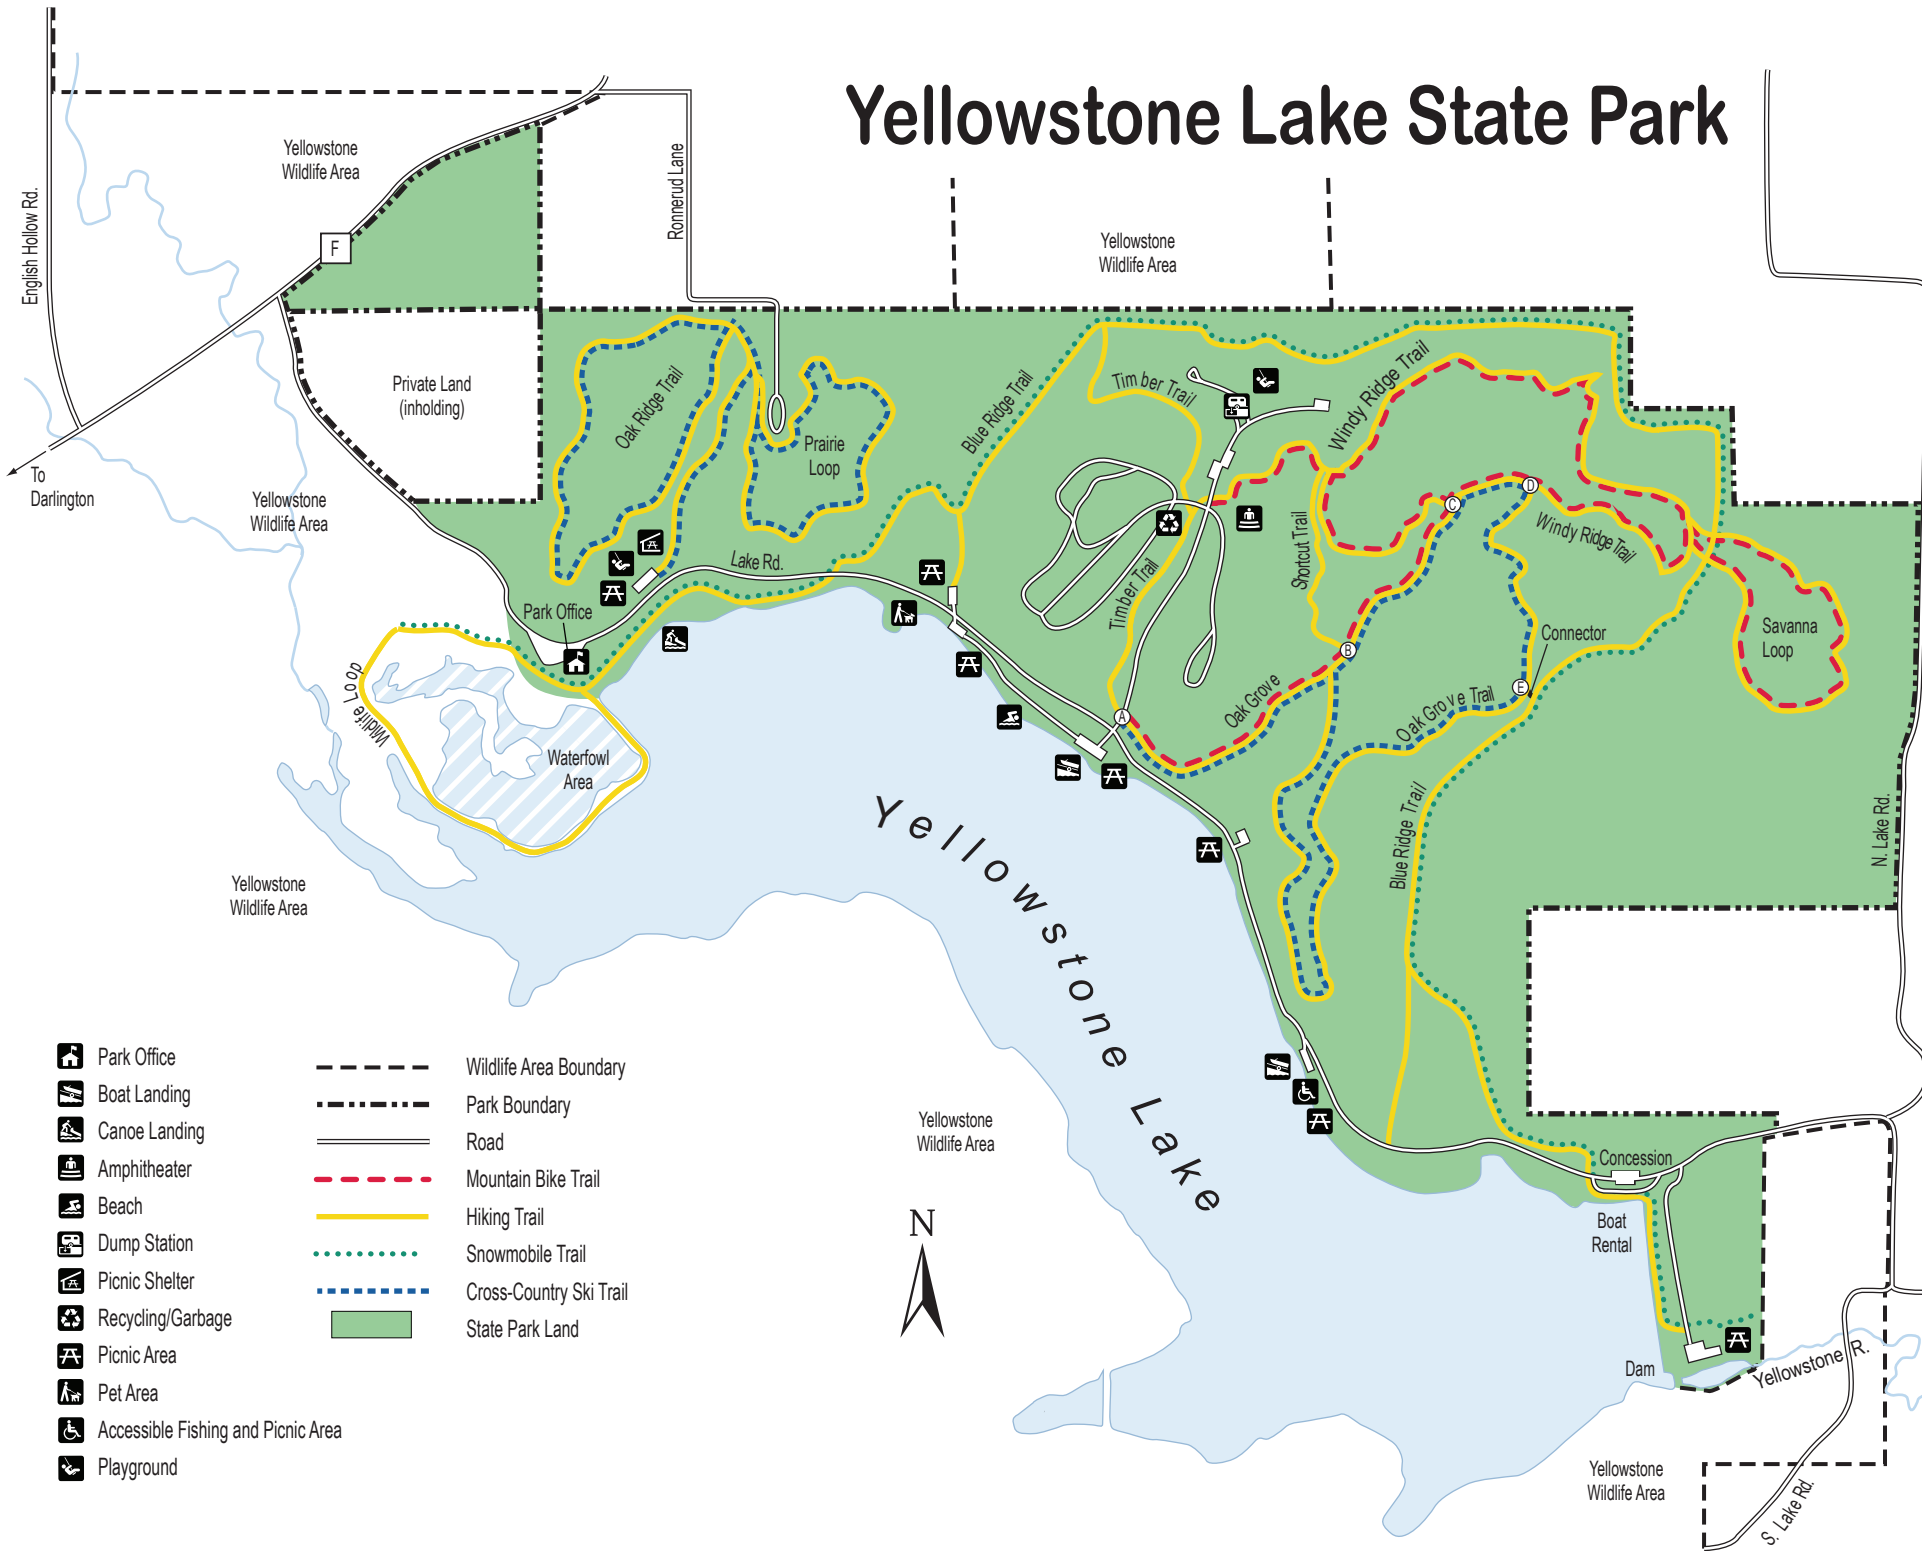 Yellowstone Lake State Park
English Hollow Rd.
Yellowstone
Wildlife Area
F
Ronnerud Lane
Yellowstone
Wildlife Area
Private Land
(inholding)
To
Darlington
Yellowstone
Wildlife Area
Oak Ridge Trail
Prairie
Loop
Blue Ridge Trail
Timber Trail
Windy Ridge Trail
Lake Rd.
Park Office
Timber Trail
Shortcut Trail
C
D
Windy Ridge Trail
B
Connector
Savanna
Loop
E
A
Oak Grove
Oak Grove Trail
Wildlife Loop
Waterfowl
Area
Blue Ridge Trail
N. Lake Rd.
Yellowstone
Wildlife Area
Yellowstone Lake
Yellowstone
Wildlife Area
N
Concession
Boat
Rental
Dam
Yellowstone R.
Yellowstone
Wildlife Area
S. Lake Rd.
Park Office
Boat Landing
Canoe Landing
Amphitheater
Beach
Dump Station
Picnic Shelter
Recycling/Garbage
Picnic Area
Pet Area
Accessible Fishing and Picnic Area
Playground
Wildlife Area Boundary
Park Boundary
Road
Mountain Bike Trail
Hiking Trail
Snowmobile Trail
Cross-Country Ski Trail
State Park Land